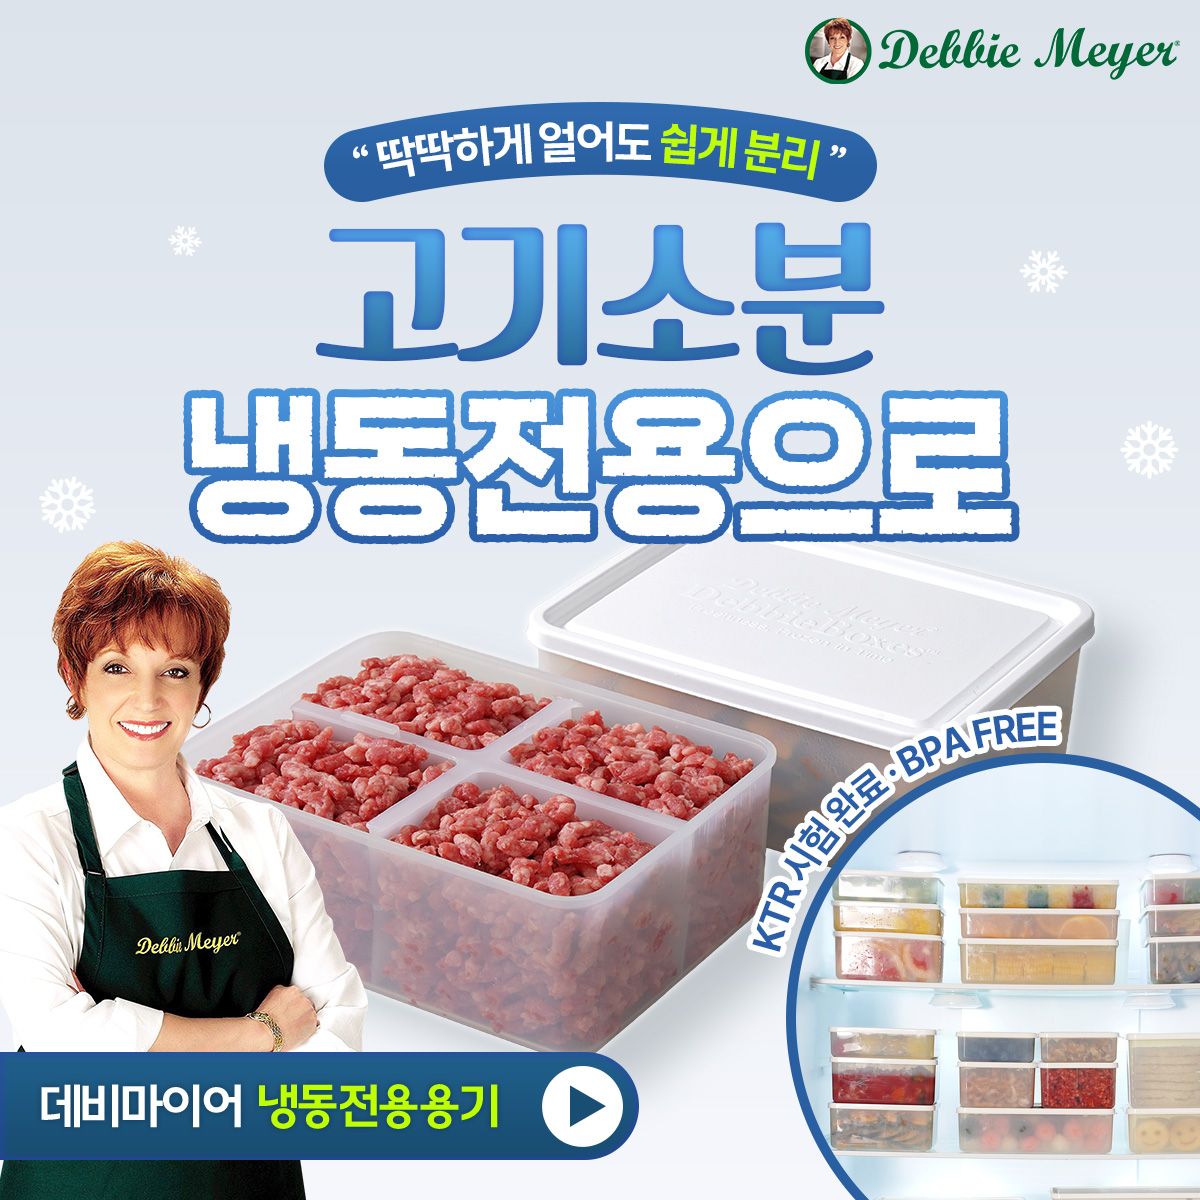 Debbie Meyer®
“ 딱딱하게 얼어도 쉽게 분리 ”
고기소분
냉동전용으로
Debbie Meyer®
KTR 시험 완료 · BPA FREE
Debbie Meyer®
데비마이어 냉동전용용기